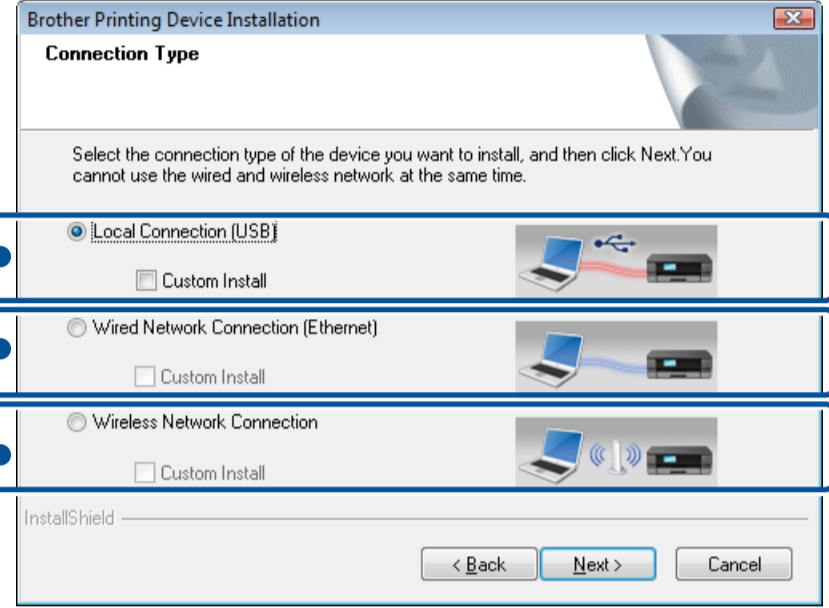 Brother Printing Device Installation
Connection Type
Select the connection type of the device you want to install, and then click Next.You
cannot use the wired and wireless network at the same time.
Local Connection (USB)
Custom Install
Wired Network Connection (Ethernet)
Custom Install
Wireless Network Connection
Custom Install
InstallShield
< Back Next > Cancel